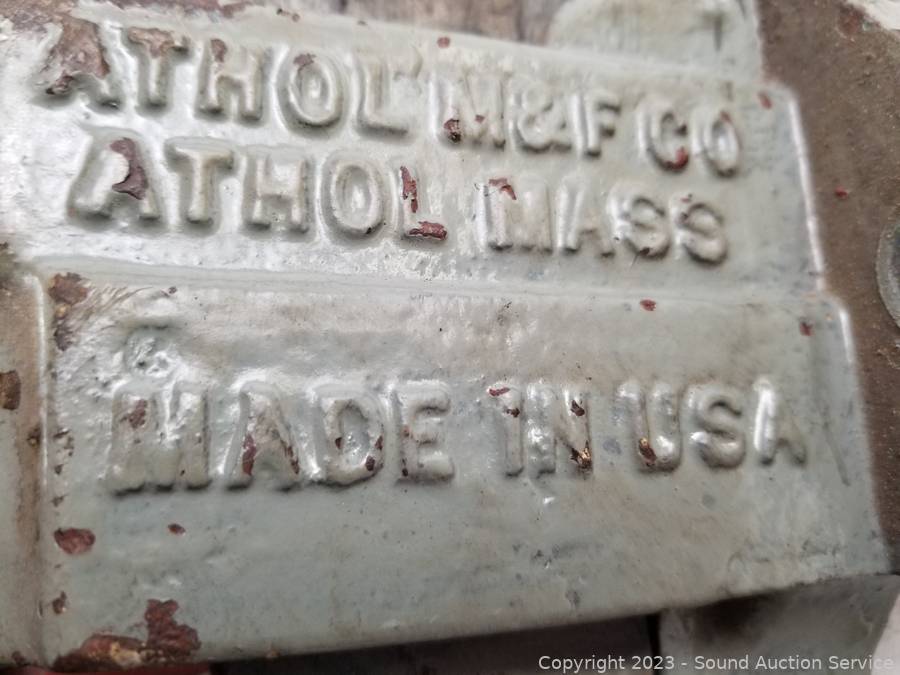 ATHOL M&F CO
ATHOL MASS
MADE IN USA
Copyright 2023 - Sound Auction Service